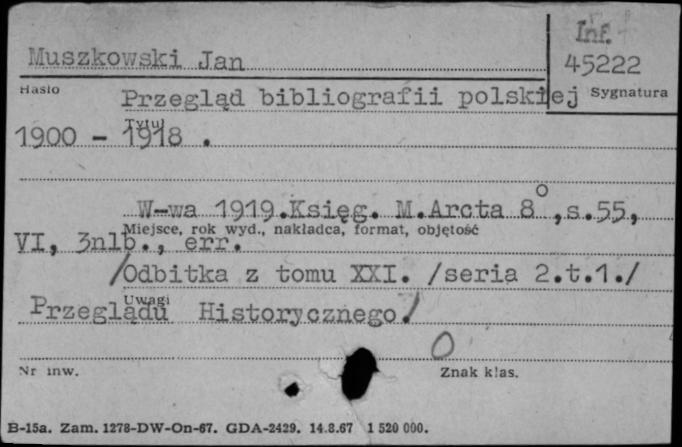 Inf.
Muszkowski Jan
45222
Hasło
Sygnatura
Przegląd bibliografii polskiej
Tytuł
1900 - 1918 .
W-wa 1919.Księg. M.Arcta 8°,s.55,
Miejsce, rok wyd., nakładca, format, objętość
VI, 3nlb., err.
/Odbitka z tomu XXI. /seria 2.t.1./
Uwagi
Przeglądu Historycznego/
O
Nr inw.
Znak klas.
B-15a. Zam. 1278-DW-On-67. GDA-2429. 14.8.67 1 520 000.